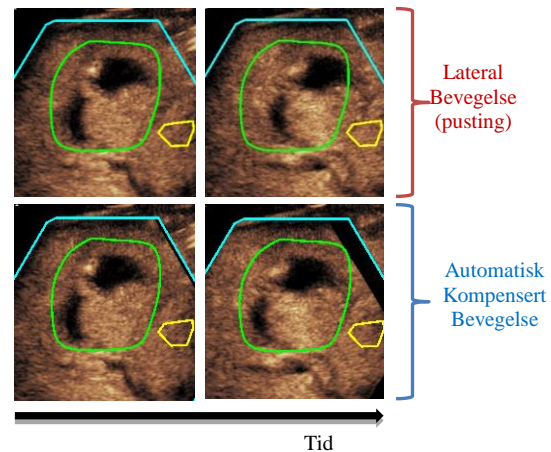 Lateral
Bevegelse
(pusting)
Automatisk
Kompensert
Bevegelse
Tid